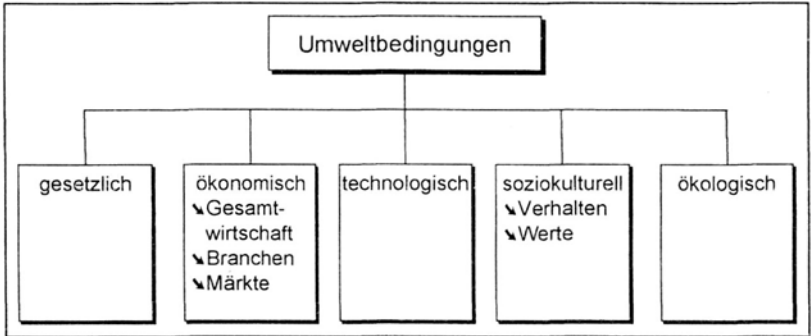 Umweltbedingungen
gesetzlich
ökonomisch
↘Gesamt-
wirtschaft
↘Branchen
↘Märkte
technologisch
soziokulturell
↘Verhalten
↘Werte
ökologisch